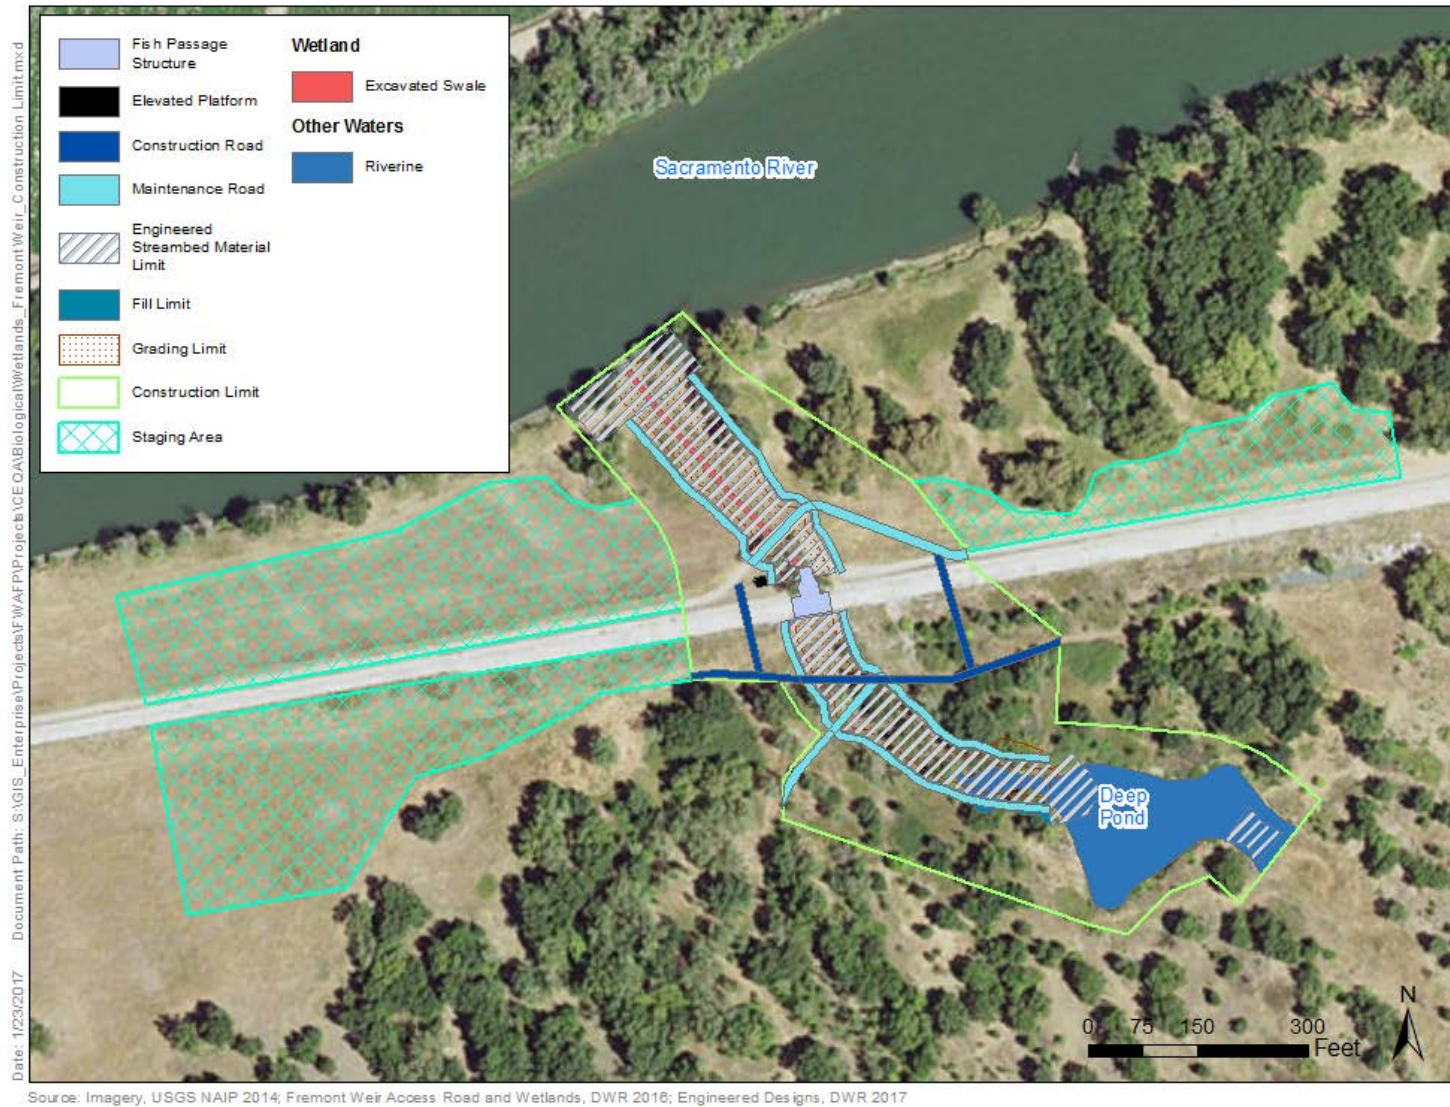 Fish Passage
Structure
Elevated Platform
Construction Road
Maintenance Road
Engineered
Streambed Material
Limit
Fill Limit
Grading Limit
Construction Limit
Staging Area
Wetland
Excavated Swale
Other Waters
Riverine
Sacramento River
Deep
Pond
N
0 75 150 300
Feet
Date: 1/23/2017 Document Path: S:\GIS_Enterprise\Projects\FWAFP\Projects\CEQA\Biological\Wetlands_FremontWeir_Construction Limit.mxd
Source: Imagery, USGS NAIP 2014; Fremont Weir Access Road and Wetlands, DWR 2016; Engineered Designs, DWR 2017